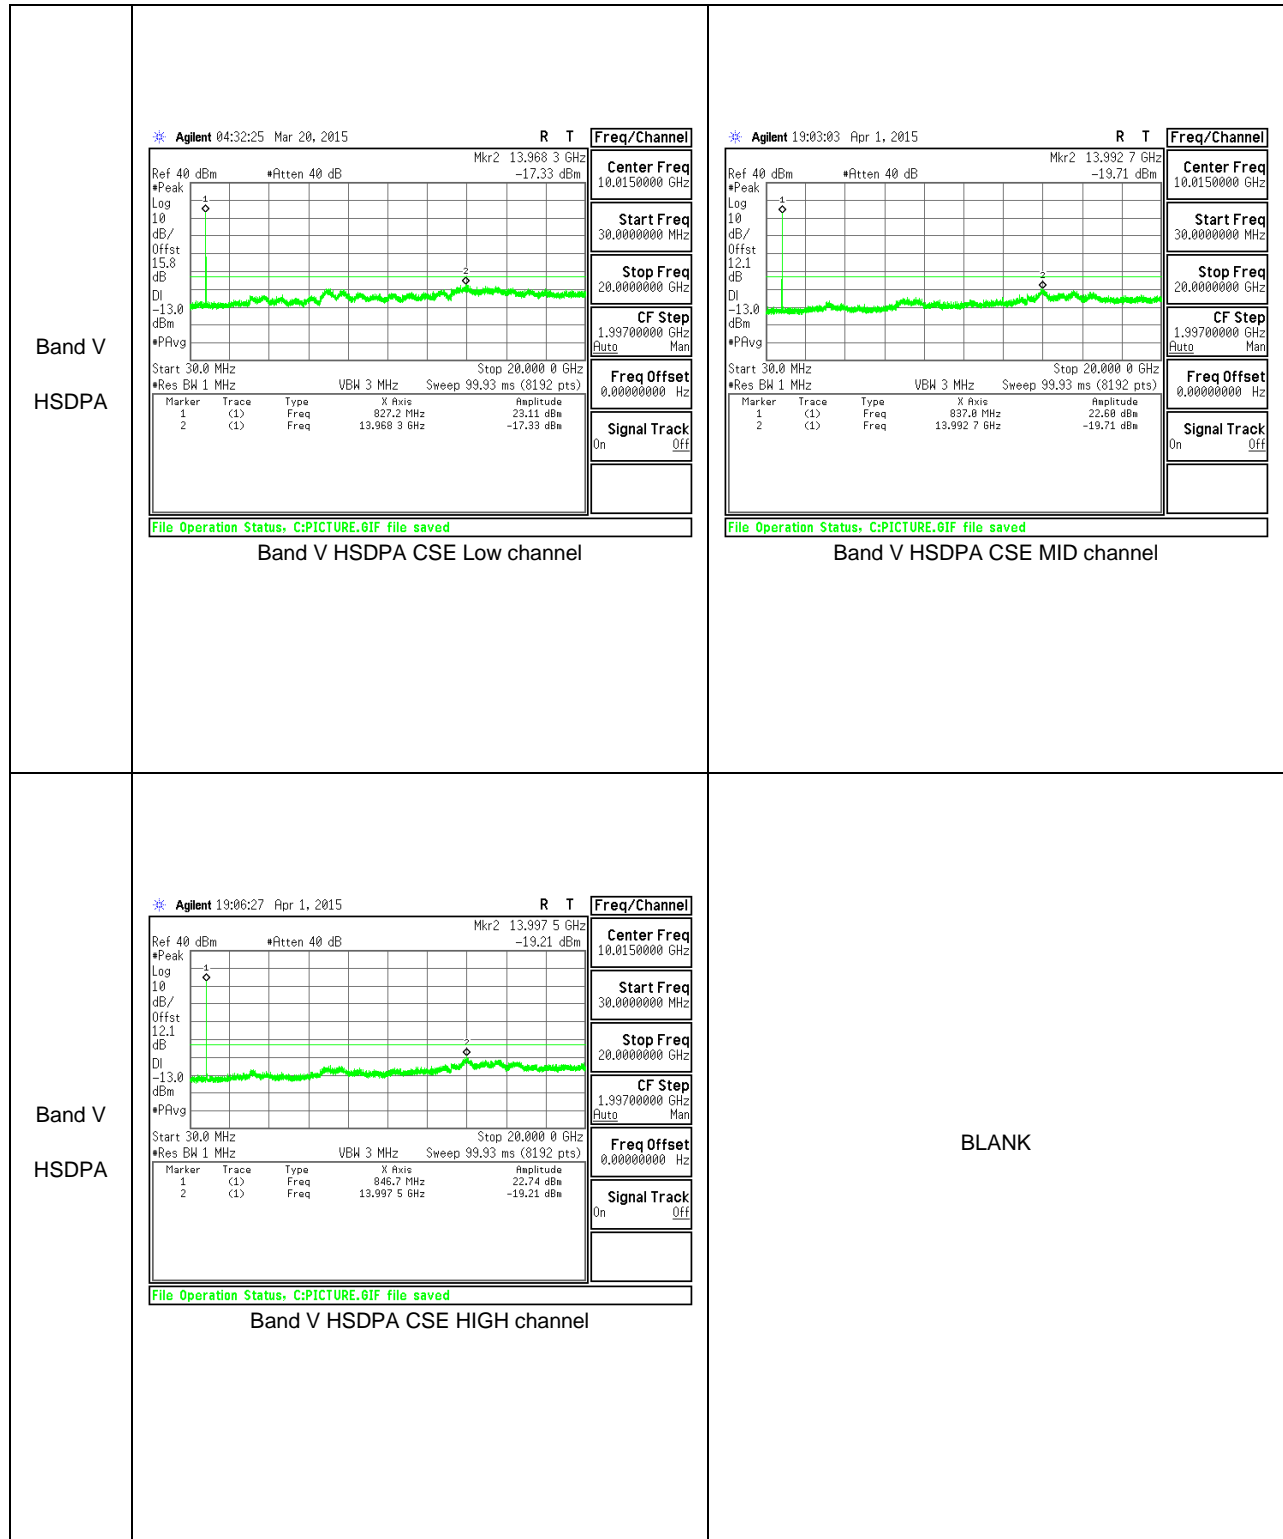 Band V
HSDPA
Agilent 04:32:25 Mar 20, 2015 R T
Freq/Channel
Mkr2 13.968 3 GHz
Ref 40 dBm #Atten 40 dB -17.33 dBm
#Peak
Log
10
dB/
Offst
15.8
dB
DI
-13.0
dBm
#PAvg
1
2
Start 30.0 MHz Stop 20.000 0 GHz
#Res BW 1 MHz VBW 3 MHz Sweep 99.93 ms (8192 pts)
Marker Trace Type X Axis Amplitude
1 (1) Freq 827.2 MHz 23.11 dBm
2 (1) Freq 13.968 3 GHz -17.33 dBm
Center Freq
10.0150000 GHz
Start Freq
30.0000000 MHz
Stop Freq
20.0000000 GHz
CF Step
1.99700000 GHz
Auto Man
Freq Offset
0.00000000 Hz
Signal Track
On Off
File Operation Status, C:PICTURE.GIF file saved
Band V HSDPA CSE Low channel
Agilent 19:03:03 Apr 1, 2015 R T
Freq/Channel
Mkr2 13.992 7 GHz
Ref 40 dBm #Atten 40 dB -19.71 dBm
#Peak
Log
10
dB/
Offst
12.1
dB
DI
-13.0
dBm
#PAvg
1
2
Start 30.0 MHz Stop 20.000 0 GHz
#Res BW 1 MHz VBW 3 MHz Sweep 99.93 ms (8192 pts)
Marker Trace Type X Axis Amplitude
1 (1) Freq 837.0 MHz 22.60 dBm
2 (1) Freq 13.992 7 GHz -19.71 dBm
Center Freq
10.0150000 GHz
Start Freq
30.0000000 MHz
Stop Freq
20.0000000 GHz
CF Step
1.99700000 GHz
Auto Man
Freq Offset
0.00000000 Hz
Signal Track
On Off
File Operation Status, C:PICTURE.GIF file saved
Band V HSDPA CSE MID channel
Band V
HSDPA
Agilent 19:06:27 Apr 1, 2015 R T
Freq/Channel
Mkr2 13.997 5 GHz
Ref 40 dBm #Atten 40 dB -19.21 dBm
#Peak
Log
10
dB/
Offst
12.1
dB
DI
-13.0
dBm
#PAvg
1
2
Start 30.0 MHz Stop 20.000 0 GHz
#Res BW 1 MHz VBW 3 MHz Sweep 99.93 ms (8192 pts)
Marker Trace Type X Axis Amplitude
1 (1) Freq 846.7 MHz 22.74 dBm
2 (1) Freq 13.997 5 GHz -19.21 dBm
Center Freq
10.0150000 GHz
Start Freq
30.0000000 MHz
Stop Freq
20.0000000 GHz
CF Step
1.99700000 GHz
Auto Man
Freq Offset
0.00000000 Hz
Signal Track
On Off
File Operation Status, C:PICTURE.GIF file saved
Band V HSDPA CSE HIGH channel
BLANK